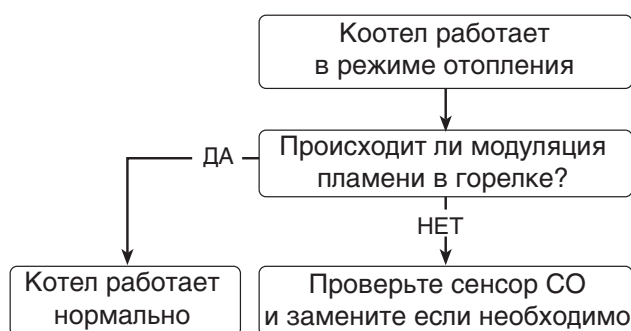 Коотел работает
в режиме отопления
Происходит ли модуляция
пламени в горелке?
ДА
НЕТ
Котел работает
нормально
Проверьте сенсор СО
и замените если необходимо